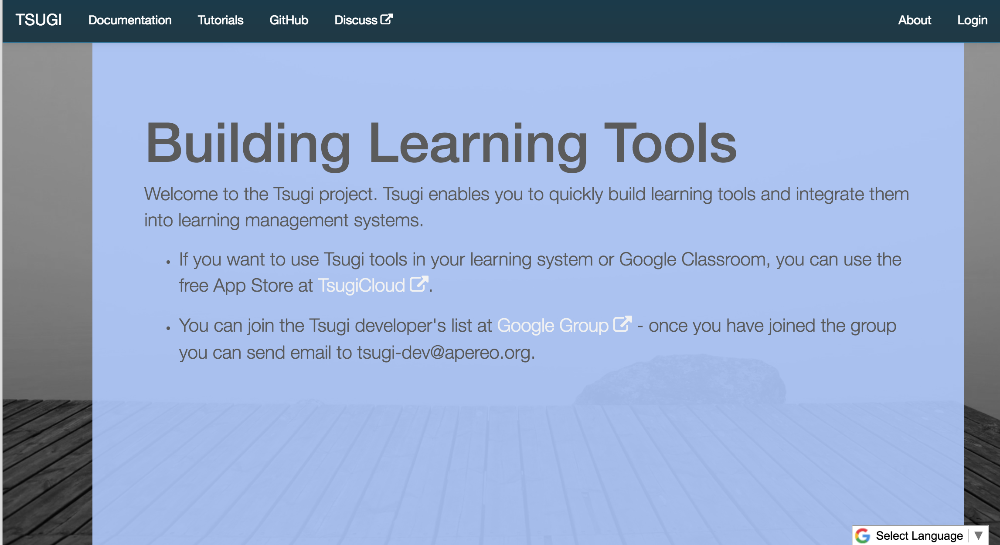 TSUGI Documentation Tutorials GitHub Discuss About Login
Building Learning Tools
Welcome to the Tsugi project. Tsugi enables you to quickly build learning tools and integrate them
into learning management systems.
• If you want to use Tsugi tools in your learning system or Google Classroom, you can use the
free App Store at TsugiCloud .
• You can join the Tsugi developer's list at Google Group - once you have joined the group
you can send email to tsugi-dev@apereo.org.
Select Language ▼